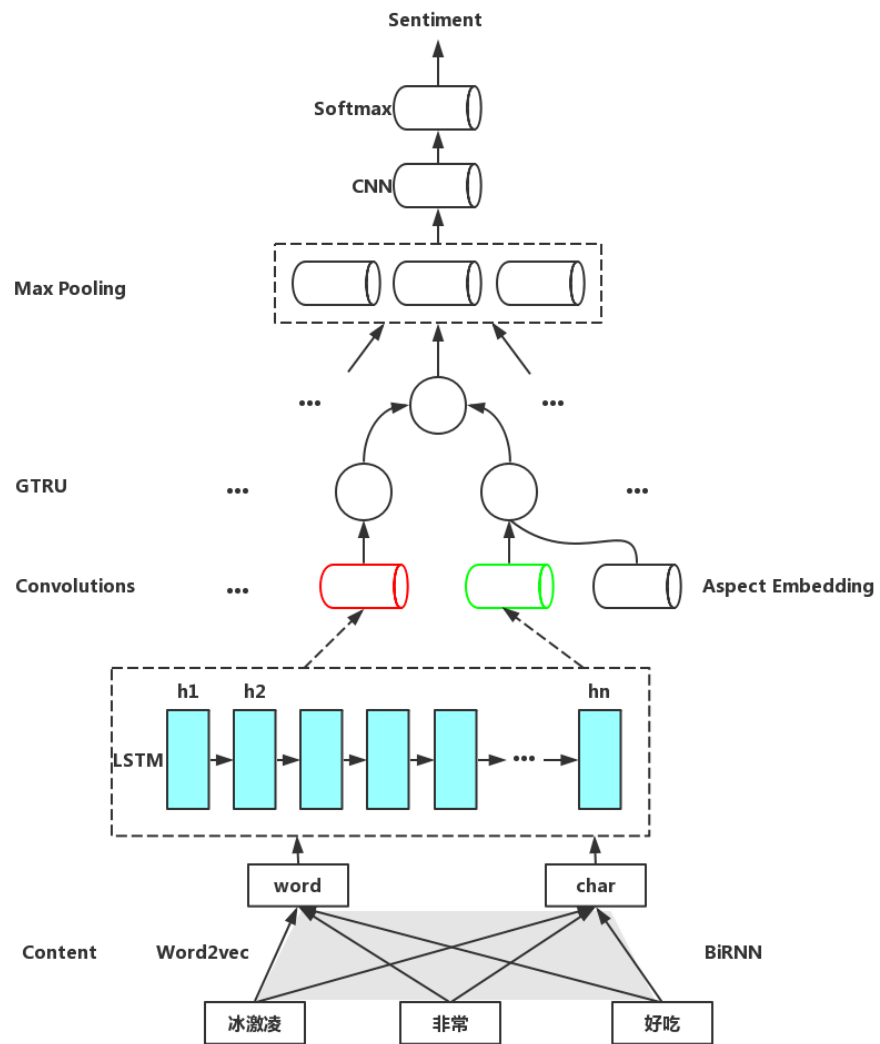 Sentiment
Softmax
CNN
Max Pooling
... ...
GTRU ... ...
Convolutions ... Aspect Embedding
h1 h2 hn
LSTM ...
word char
Content Word2vec BiRNN
冰激凌 非常 好吃